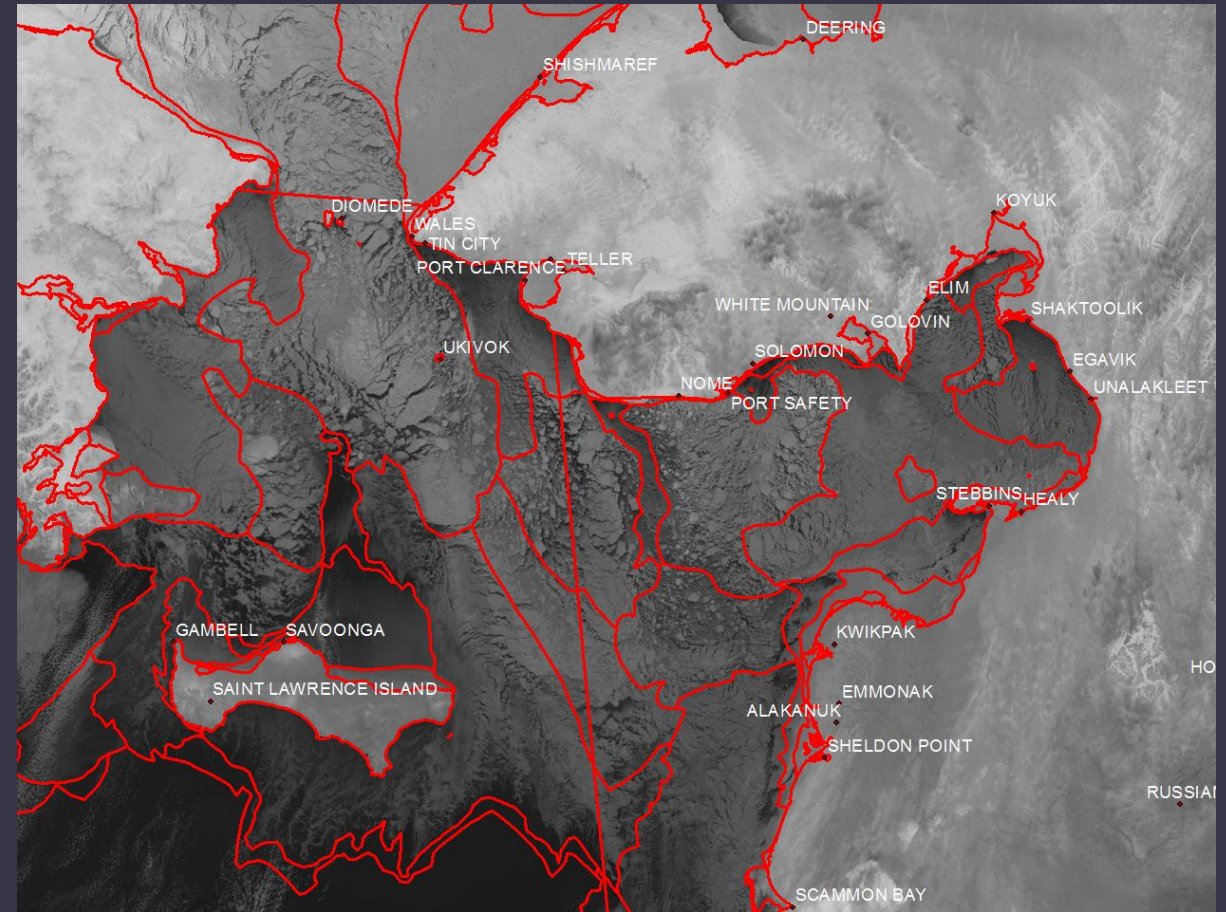 DEERING
SHISHMAREF
KOYUK
DIOMEDE
WALES
TIN CITY
PORT CLARENCE
TELLER
ELIM
WHITE MOUNTAIN
SHAKTOOLIK
GOLOVIN
UKIVOK
SOLOMON
EGAVIK
NOME
UNALAKLEET
PORT SAFETY
STEBBINS
HEALY
GAMBELL
SAVOONGA
KWIKPAK
HO
SAINT LAWRENCE ISLAND
EMMONAK
ALAKANUK
SHELDON POINT
RUSSIAN
SCAMMON BAY